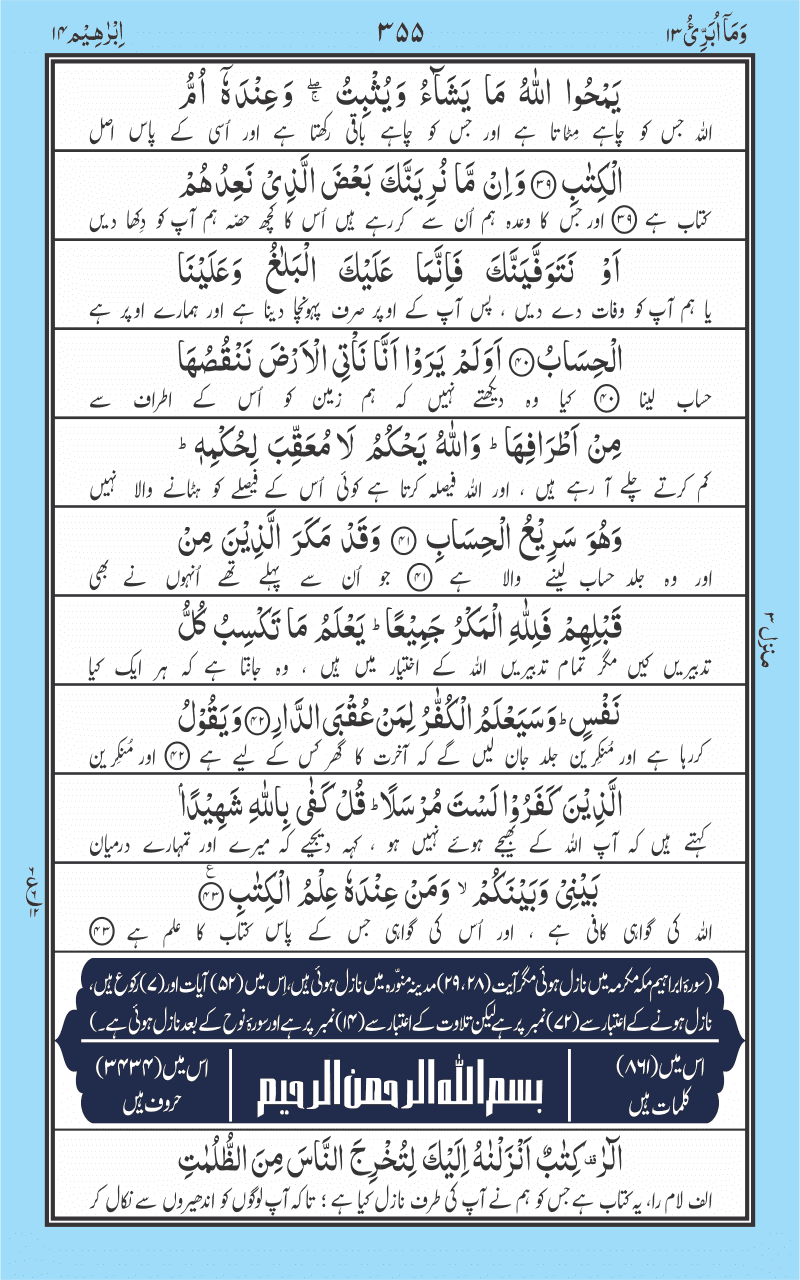 وَمَاۤ اُبَرِّئُ ۱۳
۳۵۵
اِبْرٰهِيْم ۱۴
يَمْحُوا اللّٰهُ مَا يَشَآءُ وَيُثْبِتُ ۖۚ وَعِنْدَهٗۤ اُمُّ
اللہ جس کو چاہے مِٹاتا ہے اور جس کو چاہے باقی رکھتا ہے اور اُسی کے پاس اصل
الْكِتٰبِ ۳۹ وَاِنْ مَّا نُرِيَنَّكَ بَعْضَ الَّذِيْ نَعِدُهُمْ
کتاب ہے ۳۹ اور جس کا وعدہ ہم اُن سے کررہے ہیں اُس کا کچھ حصّہ ہم آپ کو دِکھا دیں
اَوْ نَتَوَفَّيَنَّكَ فَاِنَّمَا عَلَيْكَ الْبَلٰغُ وَعَلَيْنَا
یا ہم آپ کو وفات دے دیں ، پس آپ کے اوپر صرف پہونچا دینا ہے اور ہمارے اوپر ہے
الْحِسَابُ ۴۰ اَوَلَمْ يَرَوْا اَنَّا نَاْتِي الْاَرْضَ نَنْقُصُهَا
حساب لینا ۴۰ کیا وہ دیکھتے نہیں کہ ہم زمین کو اُس کے اطراف سے
مِنْ اَطْرَافِهَا ؕ وَاللّٰهُ يَحْكُمُ لَا مُعَقِّبَ لِحُكْمِهٖ ؕ
کم کرتے چلے آ رہے ہیں ، اور اللہ فیصلہ کرتا ہے کوئی اُس کے فیصلے کو ہٹانے والا نہیں
وَهُوَ سَرِيْعُ الْحِسَابِ ۴۱ وَقَدْ مَكَرَ الَّذِيْنَ مِنْ
اور وہ جلد حساب لینے والا ہے ۴۱ جو اُن سے پہلے تھے اُنہوں نے بھی
قَبْلِهِمْ فَلِلّٰهِ الْمَكْرُ جَمِيْعًا ؕ يَعْلَمُ مَا تَكْسِبُ كُلُّ
تدبیریں کیں مگر تمام تدبیریں اللہ کے اختیار میں ہیں ، وہ جانتا ہے کہ ہر ایک کیا
نَفْسٍ ؕ وَسَيَعْلَمُ الْكُفّٰرُ لِمَنْ عُقْبَى الدَّارِ ۴۲ وَيَقُوْلُ
کررہا ہے اور مُنکِرین جلد جان لیں گے کہ آخرت کا گھر کس کے لیے ہے ۴۲ اور مُنکِرین
الَّذِيْنَ كَفَرُوْا لَسْتَ مُرْسَلًا ؕ قُلْ كَفٰى بِاللّٰهِ شَهِيْدًاۢ
کہتے ہیں کہ آپ اللہ کے بھیجے ہوئے نہیں ہو ، کہہ دیجیے کہ میرے اور تمہارے درمیان
بَيْنِيْ وَبَيْنَكُمْ ۙ وَمَنْ عِنْدَهٗ عِلْمُ الْكِتٰبِ ۴۳
اللہ کی گواہی کافی ہے ، اور اُس کی گواہی جس کے پاس کتاب کا علم ہے ۴۳
(سورۂ ابراہیم مکہ مکرمہ میں نازل ہوئی مگر آیت (۲۹،۲۸) مدینہ منوّرہ میں نازل ہوئی ہیں، اِس میں (۵۲) آیات اور (۷) رکوع ہیں،
نازل ہونے کے اعتبار سے (۷۲) نمبر پر ہے لیکن تلاوت کے اعتبار سے (۱۴) نمبر پر ہے اور سورۂ نوح کے بعد نازل ہوئی ہے۔)
اس میں (۸۶۱)
کلمات ہیں
بسم الله الرحمن الرحيم
اس میں (۳۴۳۴)
حروف ہیں
الٓرٰ ۟ كِتٰبٌ اَنْزَلْنٰهُ اِلَيْكَ لِتُخْرِجَ النَّاسَ مِنَ الظُّلُمٰتِ
الف لام را، یہ کتاب ہے جس کو ہم نے آپ کی طرف نازل کیا ہے ؛ تاکہ آپ لوگوں کو اندھیروں سے نکال کر
منزل ۳